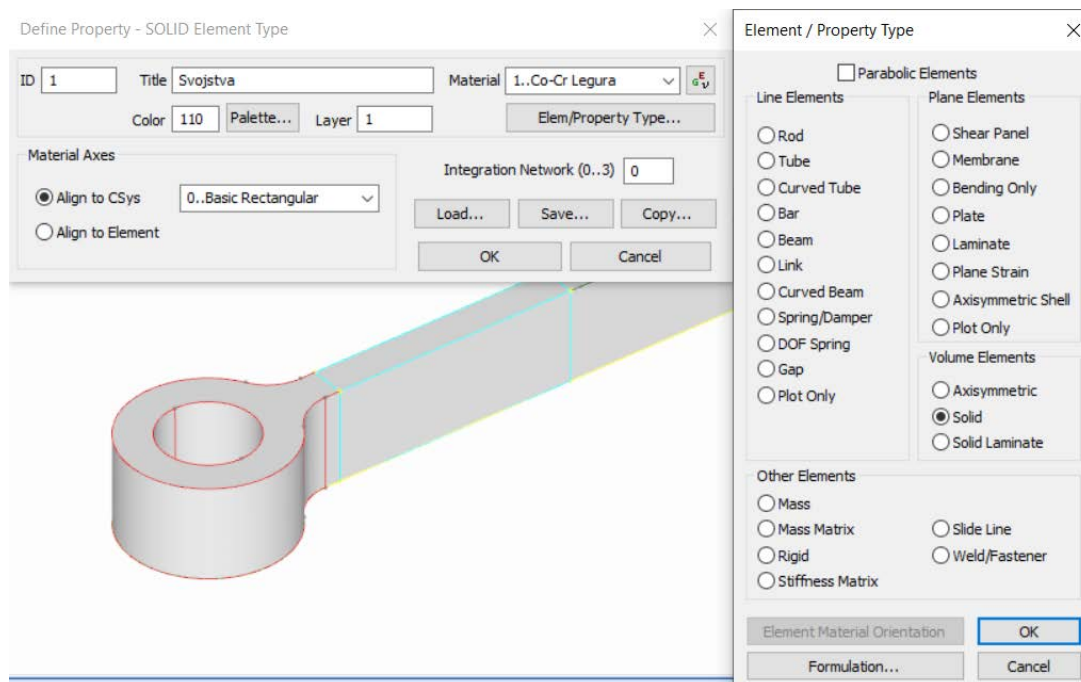 Define Property - SOLID Element Type
ID 1 Title Svojstva Material 1..Co-Cr Legura
G E ν
Color 110 Palette... Layer 1 Elem/Property Type...
Material Axes
Align to CSys 0..Basic Rectangular
Align to Element
Integration Network (0..3) 0
Load... Save... Copy...
OK Cancel
Element / Property Type
Parabolic Elements
Line Elements
Rod
Tube
Curved Tube
Bar
Beam
Link
Curved Beam
Spring/Damper
DOF Spring
Gap
Plot Only
Plane Elements
Shear Panel
Membrane
Bending Only
Plate
Laminate
Plane Strain
Axisymmetric Shell
Plot Only
Volume Elements
Axisymmetric
Solid
Solid Laminate
Other Elements
Mass
Mass Matrix
Rigid
Stiffness Matrix
Slide Line
Weld/Fastener
Element Material Orientation OK
Formulation... Cancel